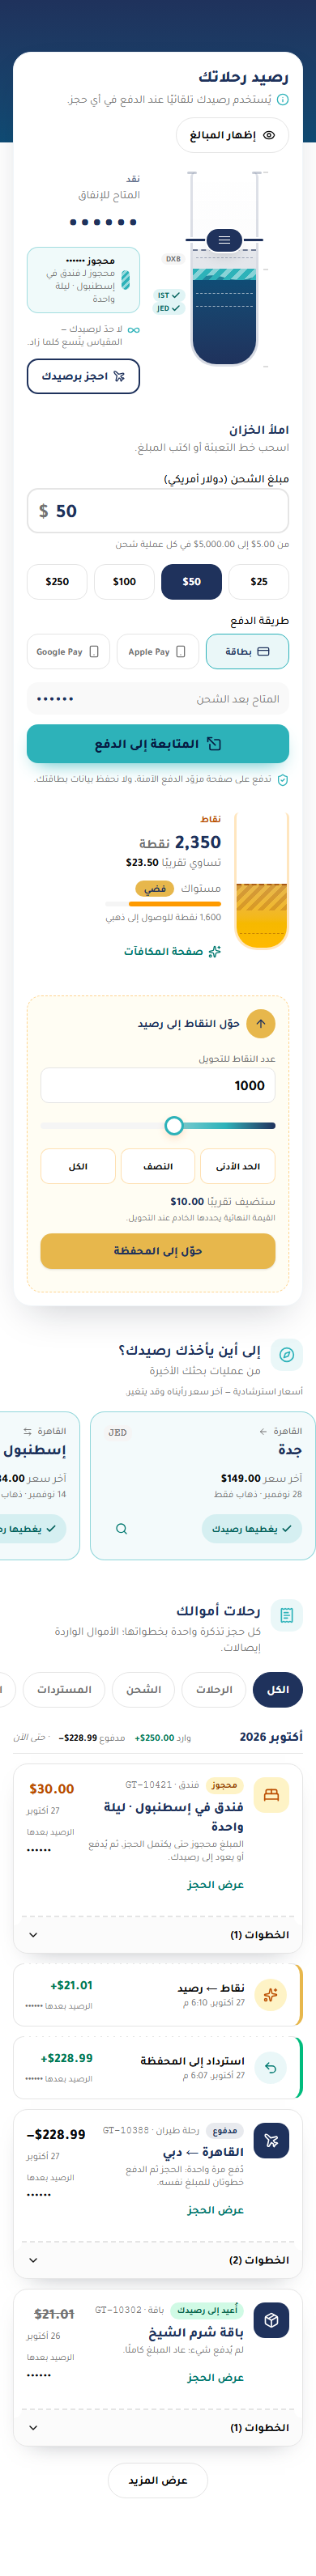 رصيد رحلاتك
يُستخدم رصيدك تلقائيًا عند الدفع في أي حجز.
إظهار المبالغ
نقد
المتاح للإنفاق
••••••
DXB
IST
JED
محجوز ••••••
محجوز لـ فندق في
إسطنبول · ليلة
واحدة
لا حدّ لرصيدك —
المقياس يتّسع كلما زاد.
احجز برصيدك
املأ الخزان
اسحب خط التعبئة أو اكتب المبلغ.
مبلغ الشحن (دولار أمريكي)
$ 50
من $5.00 إلى $5,000.00 في كل عملية شحن
$25
$50
$100
$250
طريقة الدفع
بطاقة
Apple Pay
Google Pay
المتاح بعد الشحن ••••••
المتابعة إلى الدفع
تدفع على صفحة مزوّد الدفع الآمنة، ولا نحفظ بيانات بطاقتك.
نقاط
2,350 نقطة
تساوي تقريبًا $23.50
مستواك فضي
1,600 نقطة للوصول إلى ذهبي
صفحة المكافآت
حوّل النقاط إلى رصيد
عدد النقاط للتحويل
1000
الحد الأدنى
النصف
الكل
ستضيف تقريبًا $10.00
القيمة النهائية يحددها الخادم عند التحويل.
حوّل إلى المحفظة
إلى أين يأخذك رصيدك؟
من عمليات بحثك الأخيرة
أسعار استرشادية — آخر سعر رأيناه وقد يتغير.
القاهرة ←
JED
جدة
آخر سعر $149.00
28 نوفمبر · ذهاب فقط
يغطيها رصيدك
القاهرة
إسطنبول
آخر سعر
14 نوفمبر · ذهاب
رحلات أموالك
كل حجز تذكرة واحدة بخطواتها؛ الأموال الواردة
إيصالات.
الكل
الرحلات
الشحن
المستردات
أكتوبر 2026
وارد +$250.00 مدفوع −$228.99 · حتى الآن
محجوز فندق · GT-10421
فندق في إسطنبول · ليلة
واحدة
المبلغ محجوز حتى يكتمل الحجز، ثم يُدفع
أو يعود إلى رصيدك.
عرض الحجز
$30.00
27 أكتوبر
الرصيد بعدها
••••••
الخطوات (1)
نقاط ← رصيد
27 أكتوبر، 6:10 م
+$21.01
الرصيد بعدها ••••••
استرداد إلى المحفظة
27 أكتوبر، 6:07 م
+$228.99
الرصيد بعدها ••••••
مدفوع رحلة طيران · GT-10388
القاهرة ← دبي
دُفع مرة واحدة: الحجز ثم الدفع
خطوتان للمبلغ نفسه.
عرض الحجز
−$228.99
27 أكتوبر
الرصيد بعدها
••••••
الخطوات (2)
أُعيد إلى رصيدك باقة · GT-10302
باقة شرم الشيخ
لم يُدفع شيء: عاد المبلغ كاملًا.
عرض الحجز
$21.01
26 أكتوبر
الرصيد بعدها
••••••
الخطوات (1)
عرض المزيد